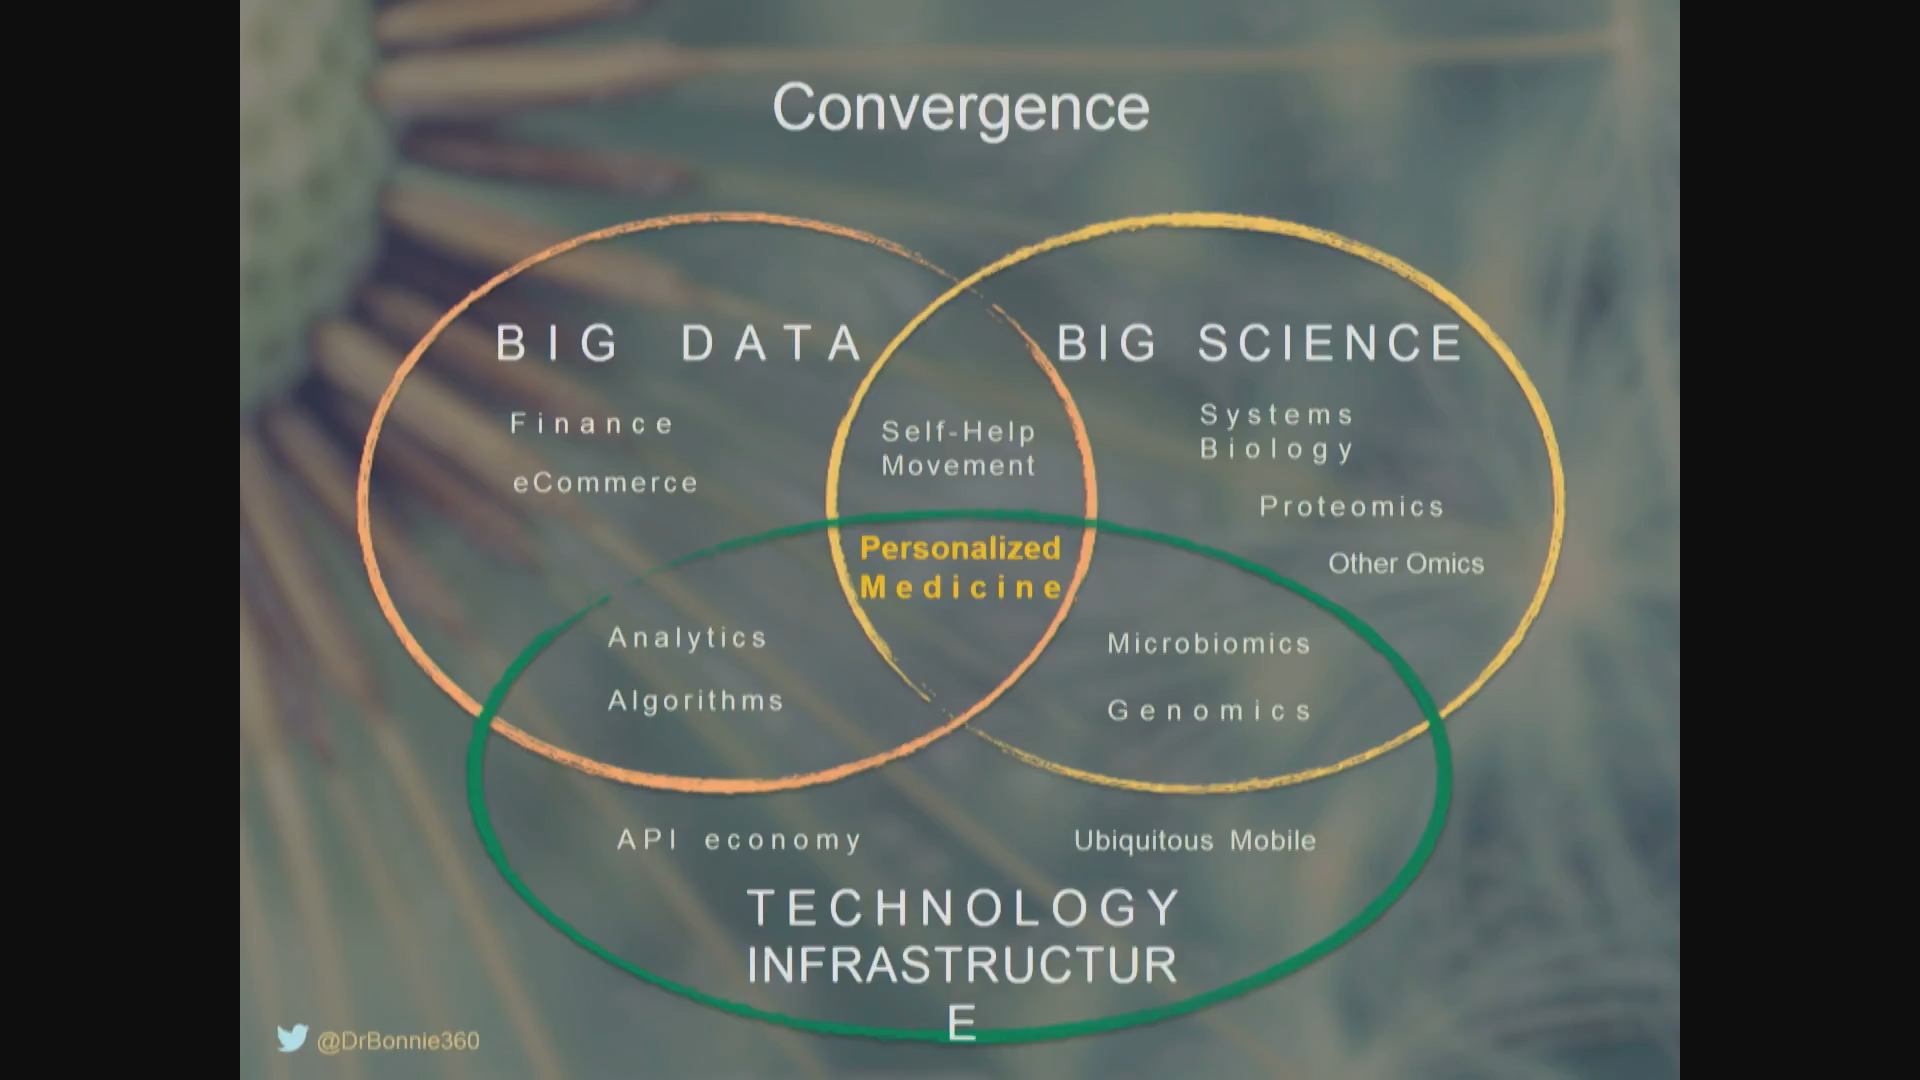 Convergence
BIG DATA
BIG SCIENCE
Finance
eCommerce
Self-Help
Movement
Systems
Biology
Proteomics
Other Omics
Personalized
Medicine
Analytics
Algorithms
Microbiomics
Genomics
API economy
Ubiquitous Mobile
TECHNOLOGY
INFRASTRUCTUR
E
@DrBonnie360